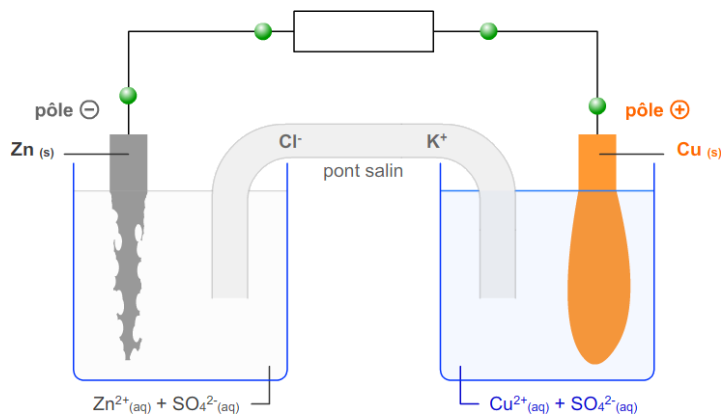 pôle ⊖
pôle ⊕
Zn (s)
Cl⁻
K⁺
Cu (s)
pont salin
Zn²⁺(aq) + SO₄²⁻(aq)
Cu²⁺(aq) + SO₄²⁻(aq)